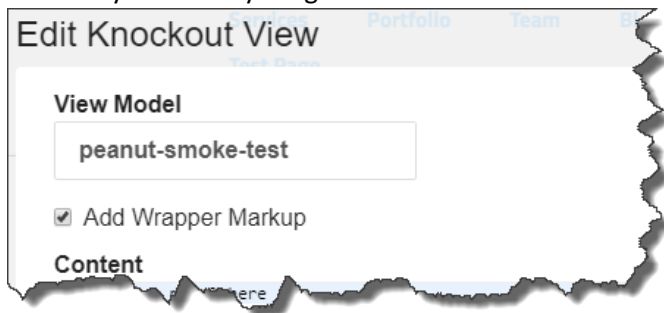 Services Portfolio Team
Edit Knockout View
Test Page
View Model
peanut-smoke-test
Add Wrapper Markup
Content
here